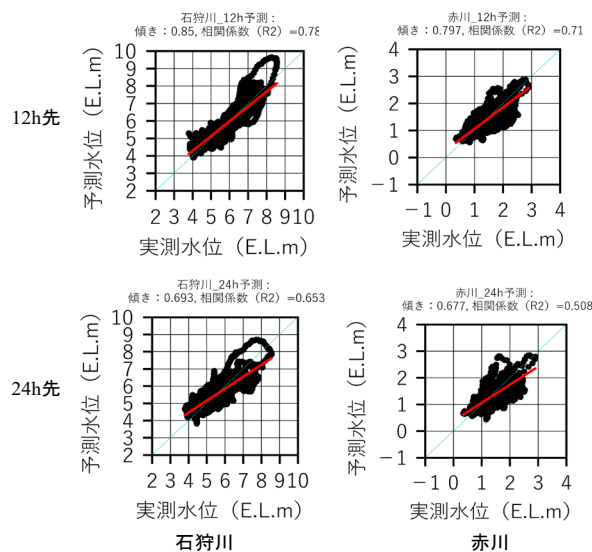 石狩川_12h予測 :
傾き：0.85, 相関係数（R2）=0.78
予測水位（E.L.m）
10
9
8
7
6
5
4
3
2
2 3 4 5 6 7 8 9 10
実測水位（E.L.m）
赤川_12h予測 :
傾き：0.797, 相関係数（R2）=0.71
予測水位（E.L.m）
4
3
2
1
0
−1
−1 0 1 2 3 4
実測水位（E.L.m）
12h先
石狩川_24h予測 :
傾き：0.693, 相関係数（R2）=0.653
予測水位（E.L.m）
10
9
8
7
6
5
4
3
2
2 3 4 5 6 7 8 9 10
実測水位（E.L.m）
赤川_24h予測 :
傾き：0.677, 相関係数（R2）=0.508
予測水位（E.L.m）
4
3
2
1
0
−1
−1 0 1 2 3 4
実測水位（E.L.m）
24h先
石狩川
赤川